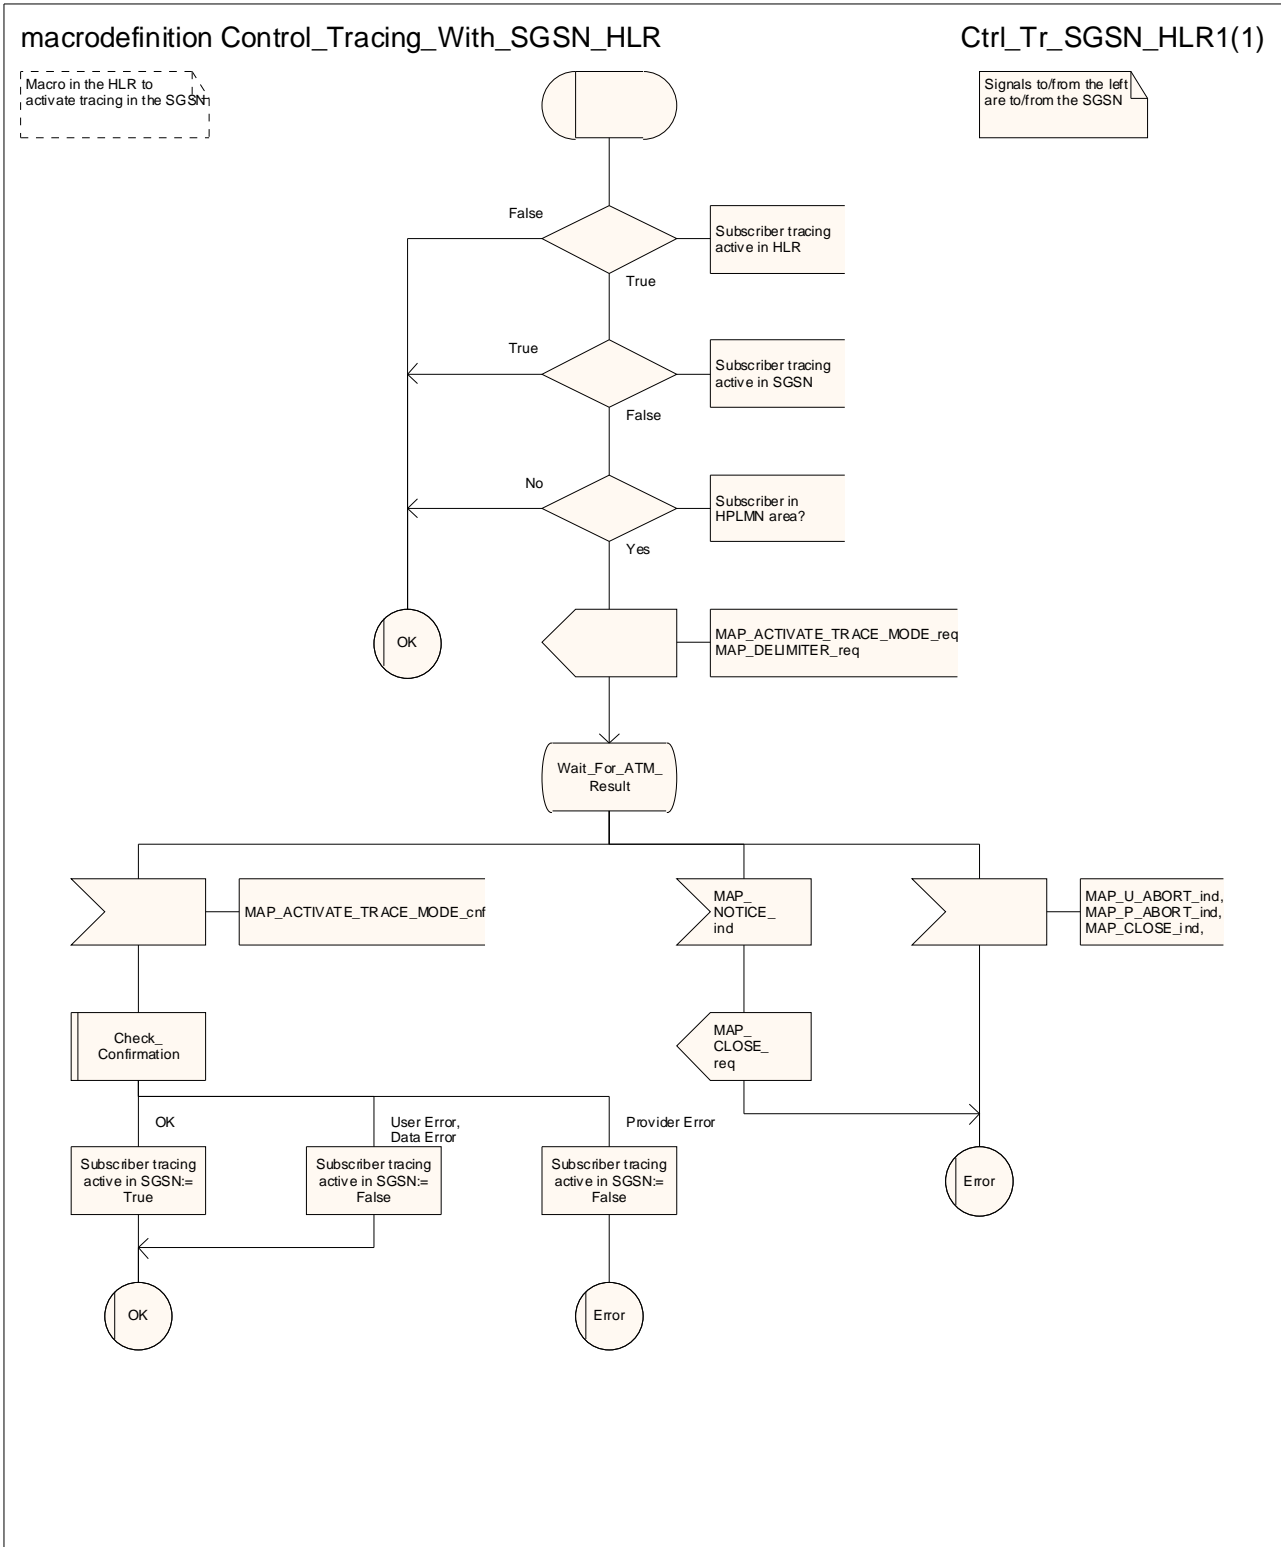 macrodefinition Control_Tracing_With_SGSN_HLR
Ctrl_Tr_SGSN_HLR1(1)
Macro in the HLR to
activate tracing in the SGSN
Signals to/from the left
are to/from the SGSN
False
Subscriber tracing
active in HLR
True
True
Subscriber tracing
active in SGSN
False
No
Subscriber in
HPLMN area?
Yes
OK
MAP_ACTIVATE_TRACE_MODE_req
MAP_DELIMITER_req
Wait_For_ATM_
Result
MAP_ACTIVATE_TRACE_MODE_cnf
MAP_
NOTICE_
ind
MAP_U_ABORT_ind,
MAP_P_ABORT_ind,
MAP_CLOSE_ind,
Check_
Confirmation
MAP_
CLOSE_
req
OK
User Error,
Data Error
Provider Error
Subscriber tracing
active in SGSN:=
True
Subscriber tracing
active in SGSN:=
False
Subscriber tracing
active in SGSN:=
False
Error
OK
Error